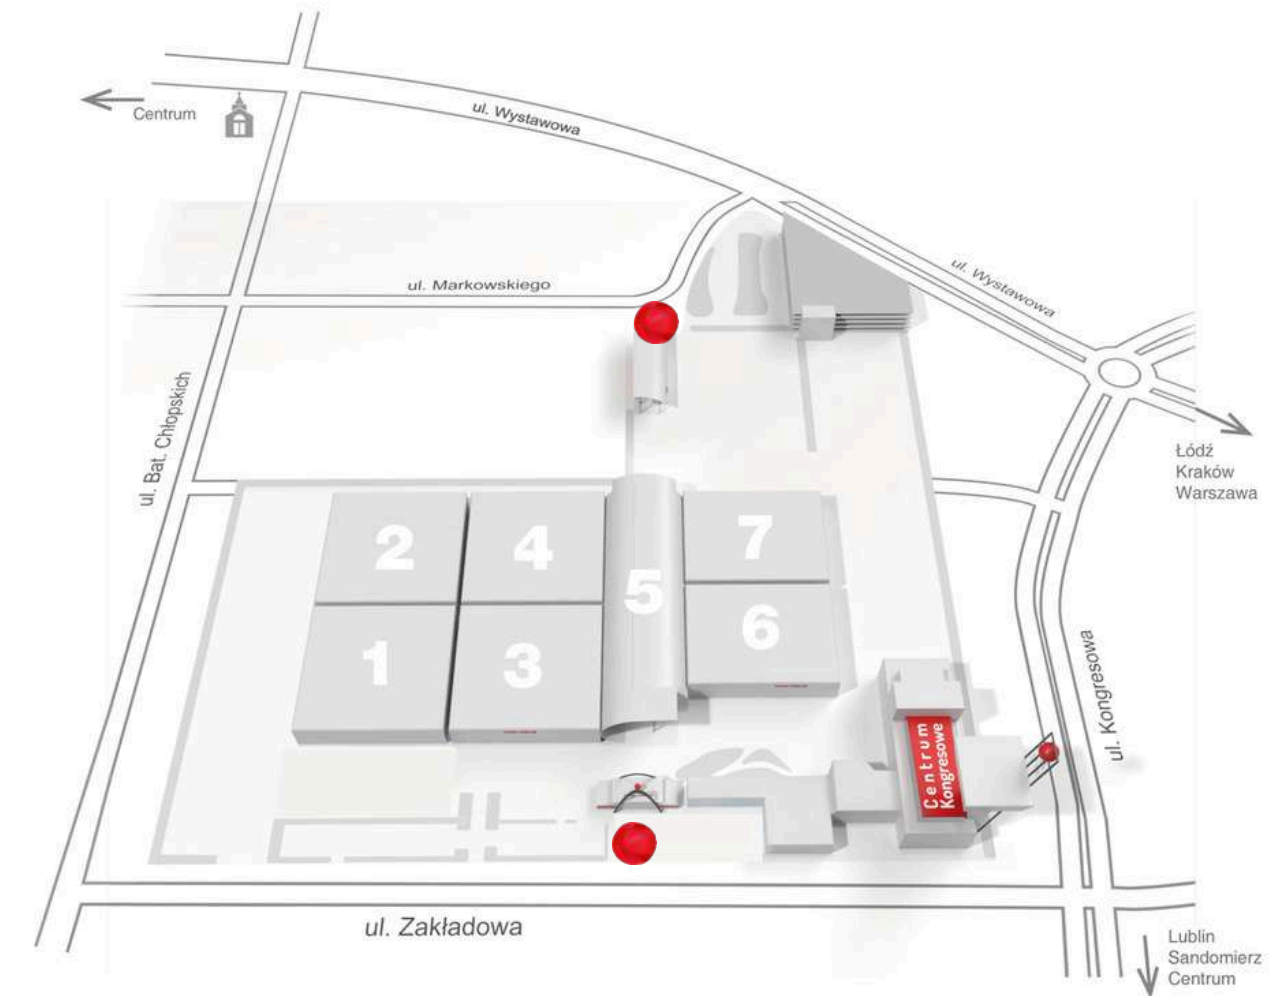 ul. Wystawowa
Centrum
ul. Wystawowa
ul. Markowskiego
ul. Bat. Chłopskich
Łódź
Kraków
Warszawa
2
4
7
5
1
3
6
ul. Kongresowa
Centrum
Kongresowe
ul. Zakładowa
Lublin
Sandomierz
Centrum